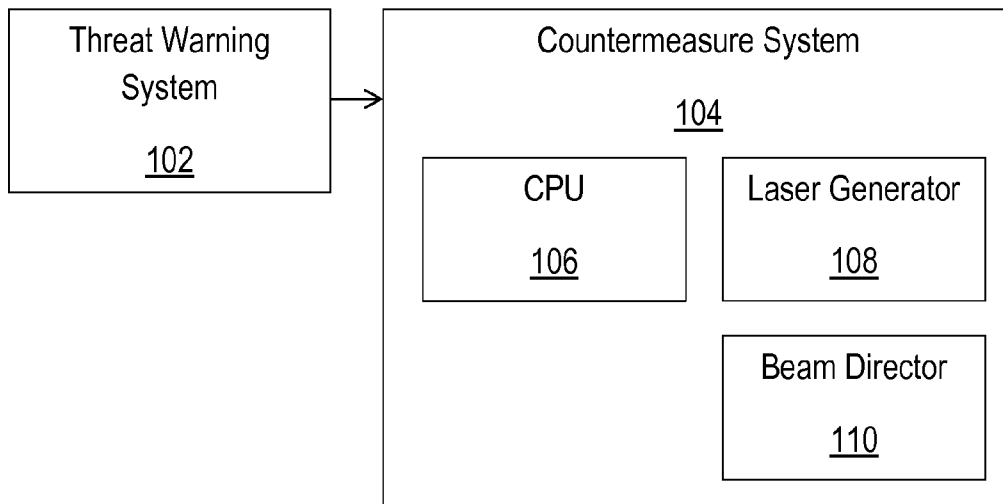 Threat Warning
System
102
Countermeasure System
104
CPU
106
Laser Generator
108
Beam Director
110